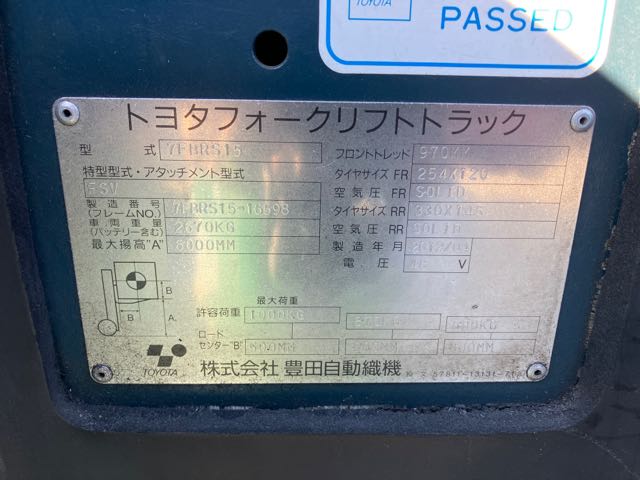 TOYOTA
PASSED
トヨタフォークリフトトラック
型 式 7FBRS15
フロントトレッド 970MM
特型型式・アタッチメント型式
FSV
タイヤサイズ FR 254X120
空気圧 FR SOLID
製造番号
(フレームNO.) 7FBRS15-16598
タイヤサイズ RR 330X145
車両重量
(バッテリー含む) 2670KG
空気圧 RR SOLID
最大揚高"A" 6000MM
製造年月
電圧 48 V
B
B
A
最大荷重
許容荷重 1000KG
ロード
センター"B" 600MM
TOYOTA
株式会社 豊田自動織機
57811-13131-71